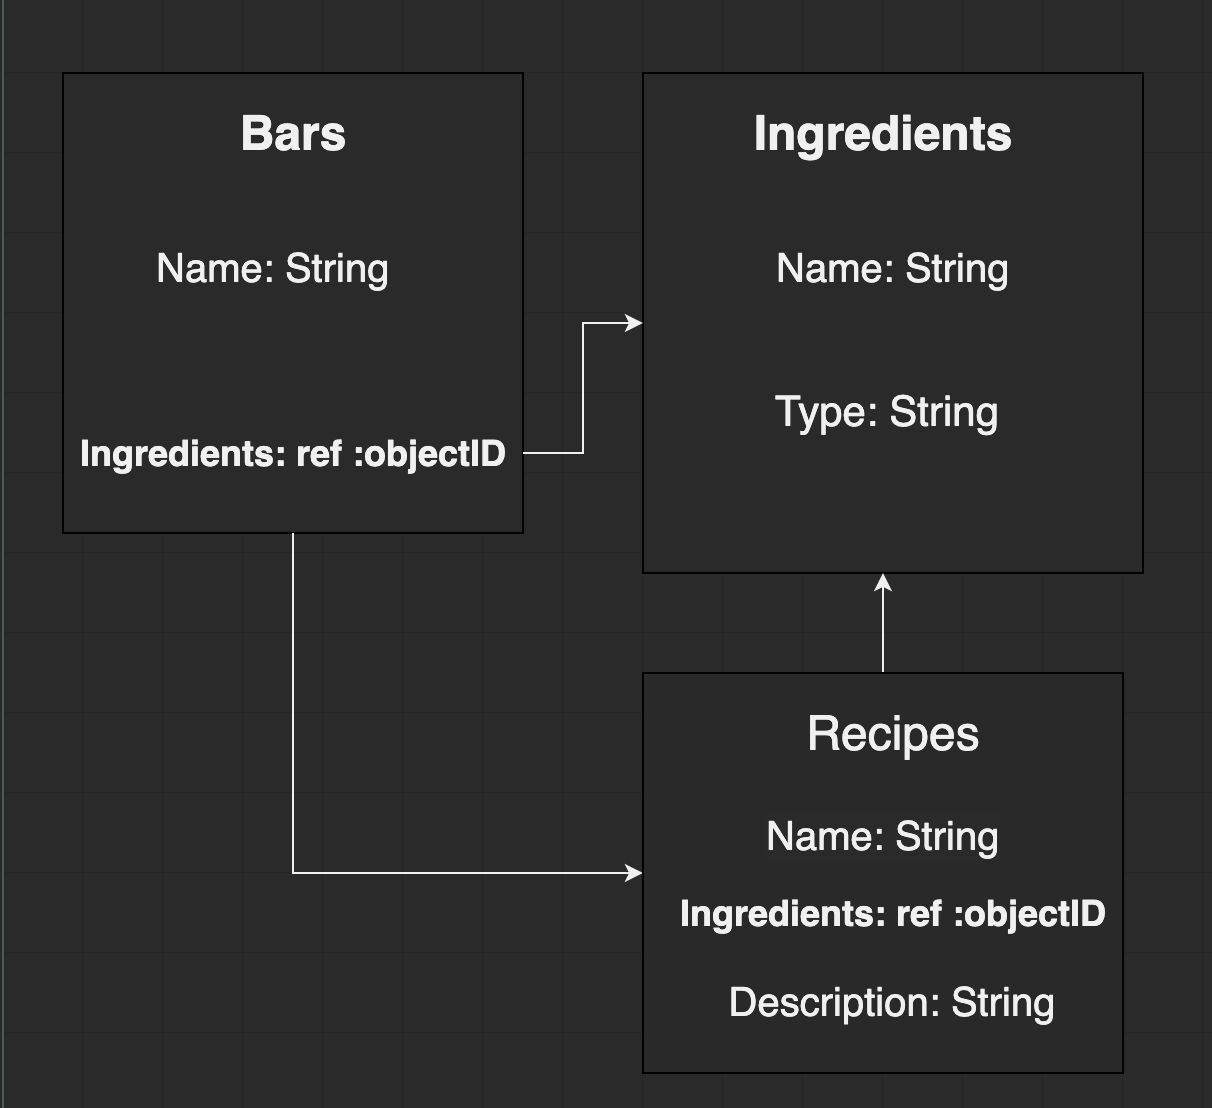 Bars
Name: String
Ingredients: ref :objectID
Ingredients
Name: String
Type: String
Recipes
Name: String
Ingredients: ref :objectID
Description: String